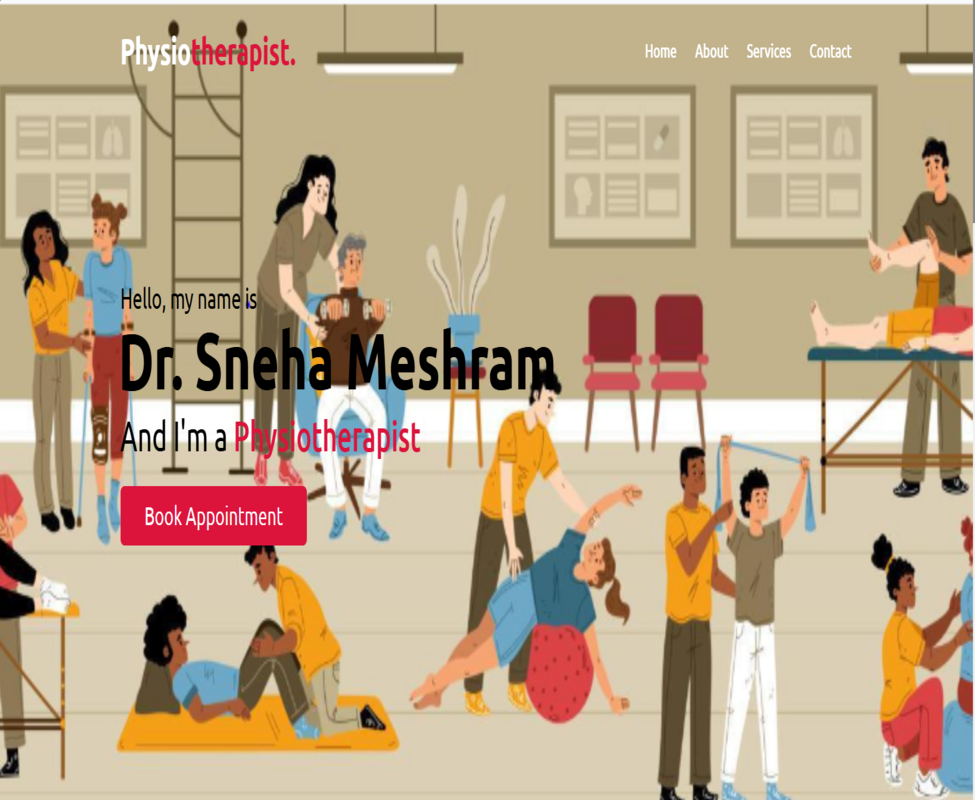 Physiotherapist.
Home About Services Contact
Hello, my name is
Dr. Sneha Meshram
And I'm a Physiotherapist
Book Appointment